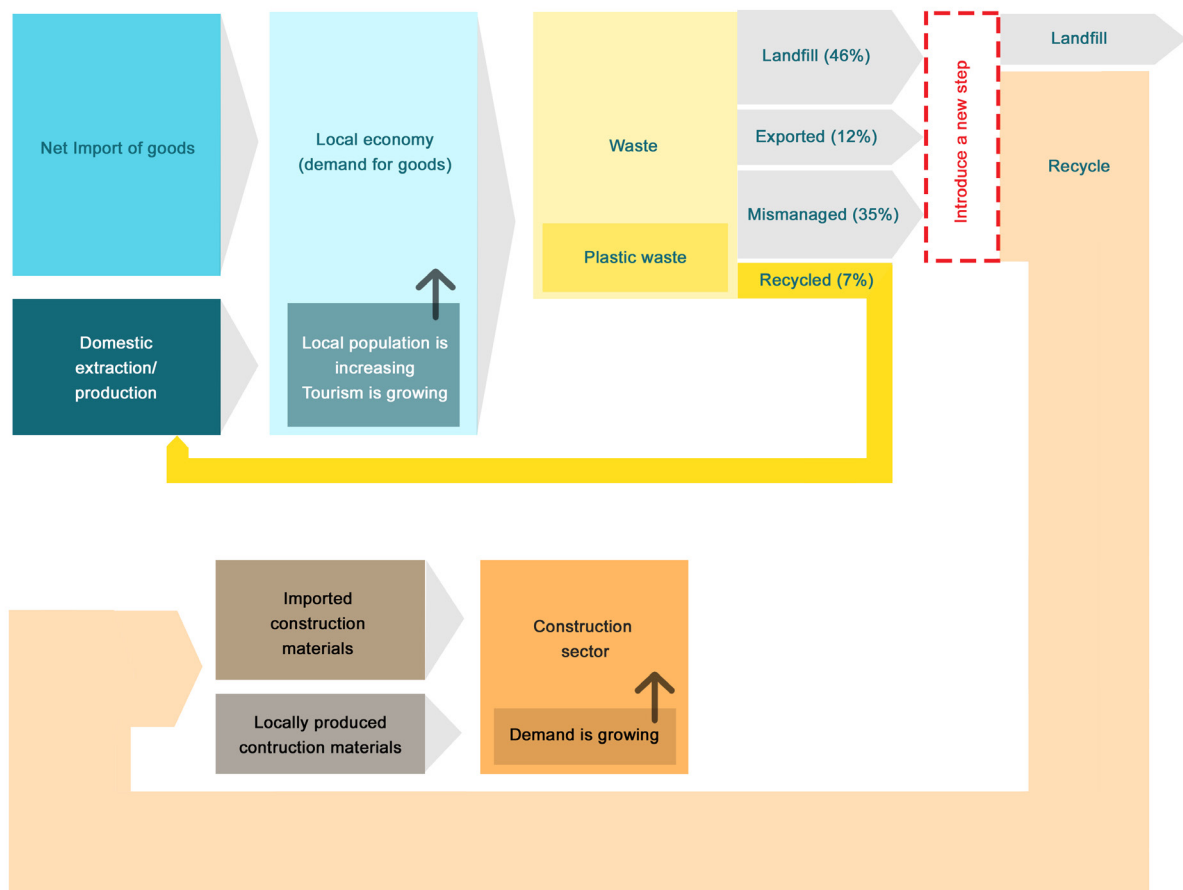 Net Import of goods
Domestic
extraction/
production
Local economy
(demand for goods)
Local population is
increasing
Tourism is growing
Waste
Plastic waste
Landfill (46%)
Exported (12%)
Mismanaged (35%)
Recycled (7%)
Introduce a new step
Landfill
Recycle
Imported
construction
materials
Locally produced
contruction materials
Construction
sector
Demand is growing